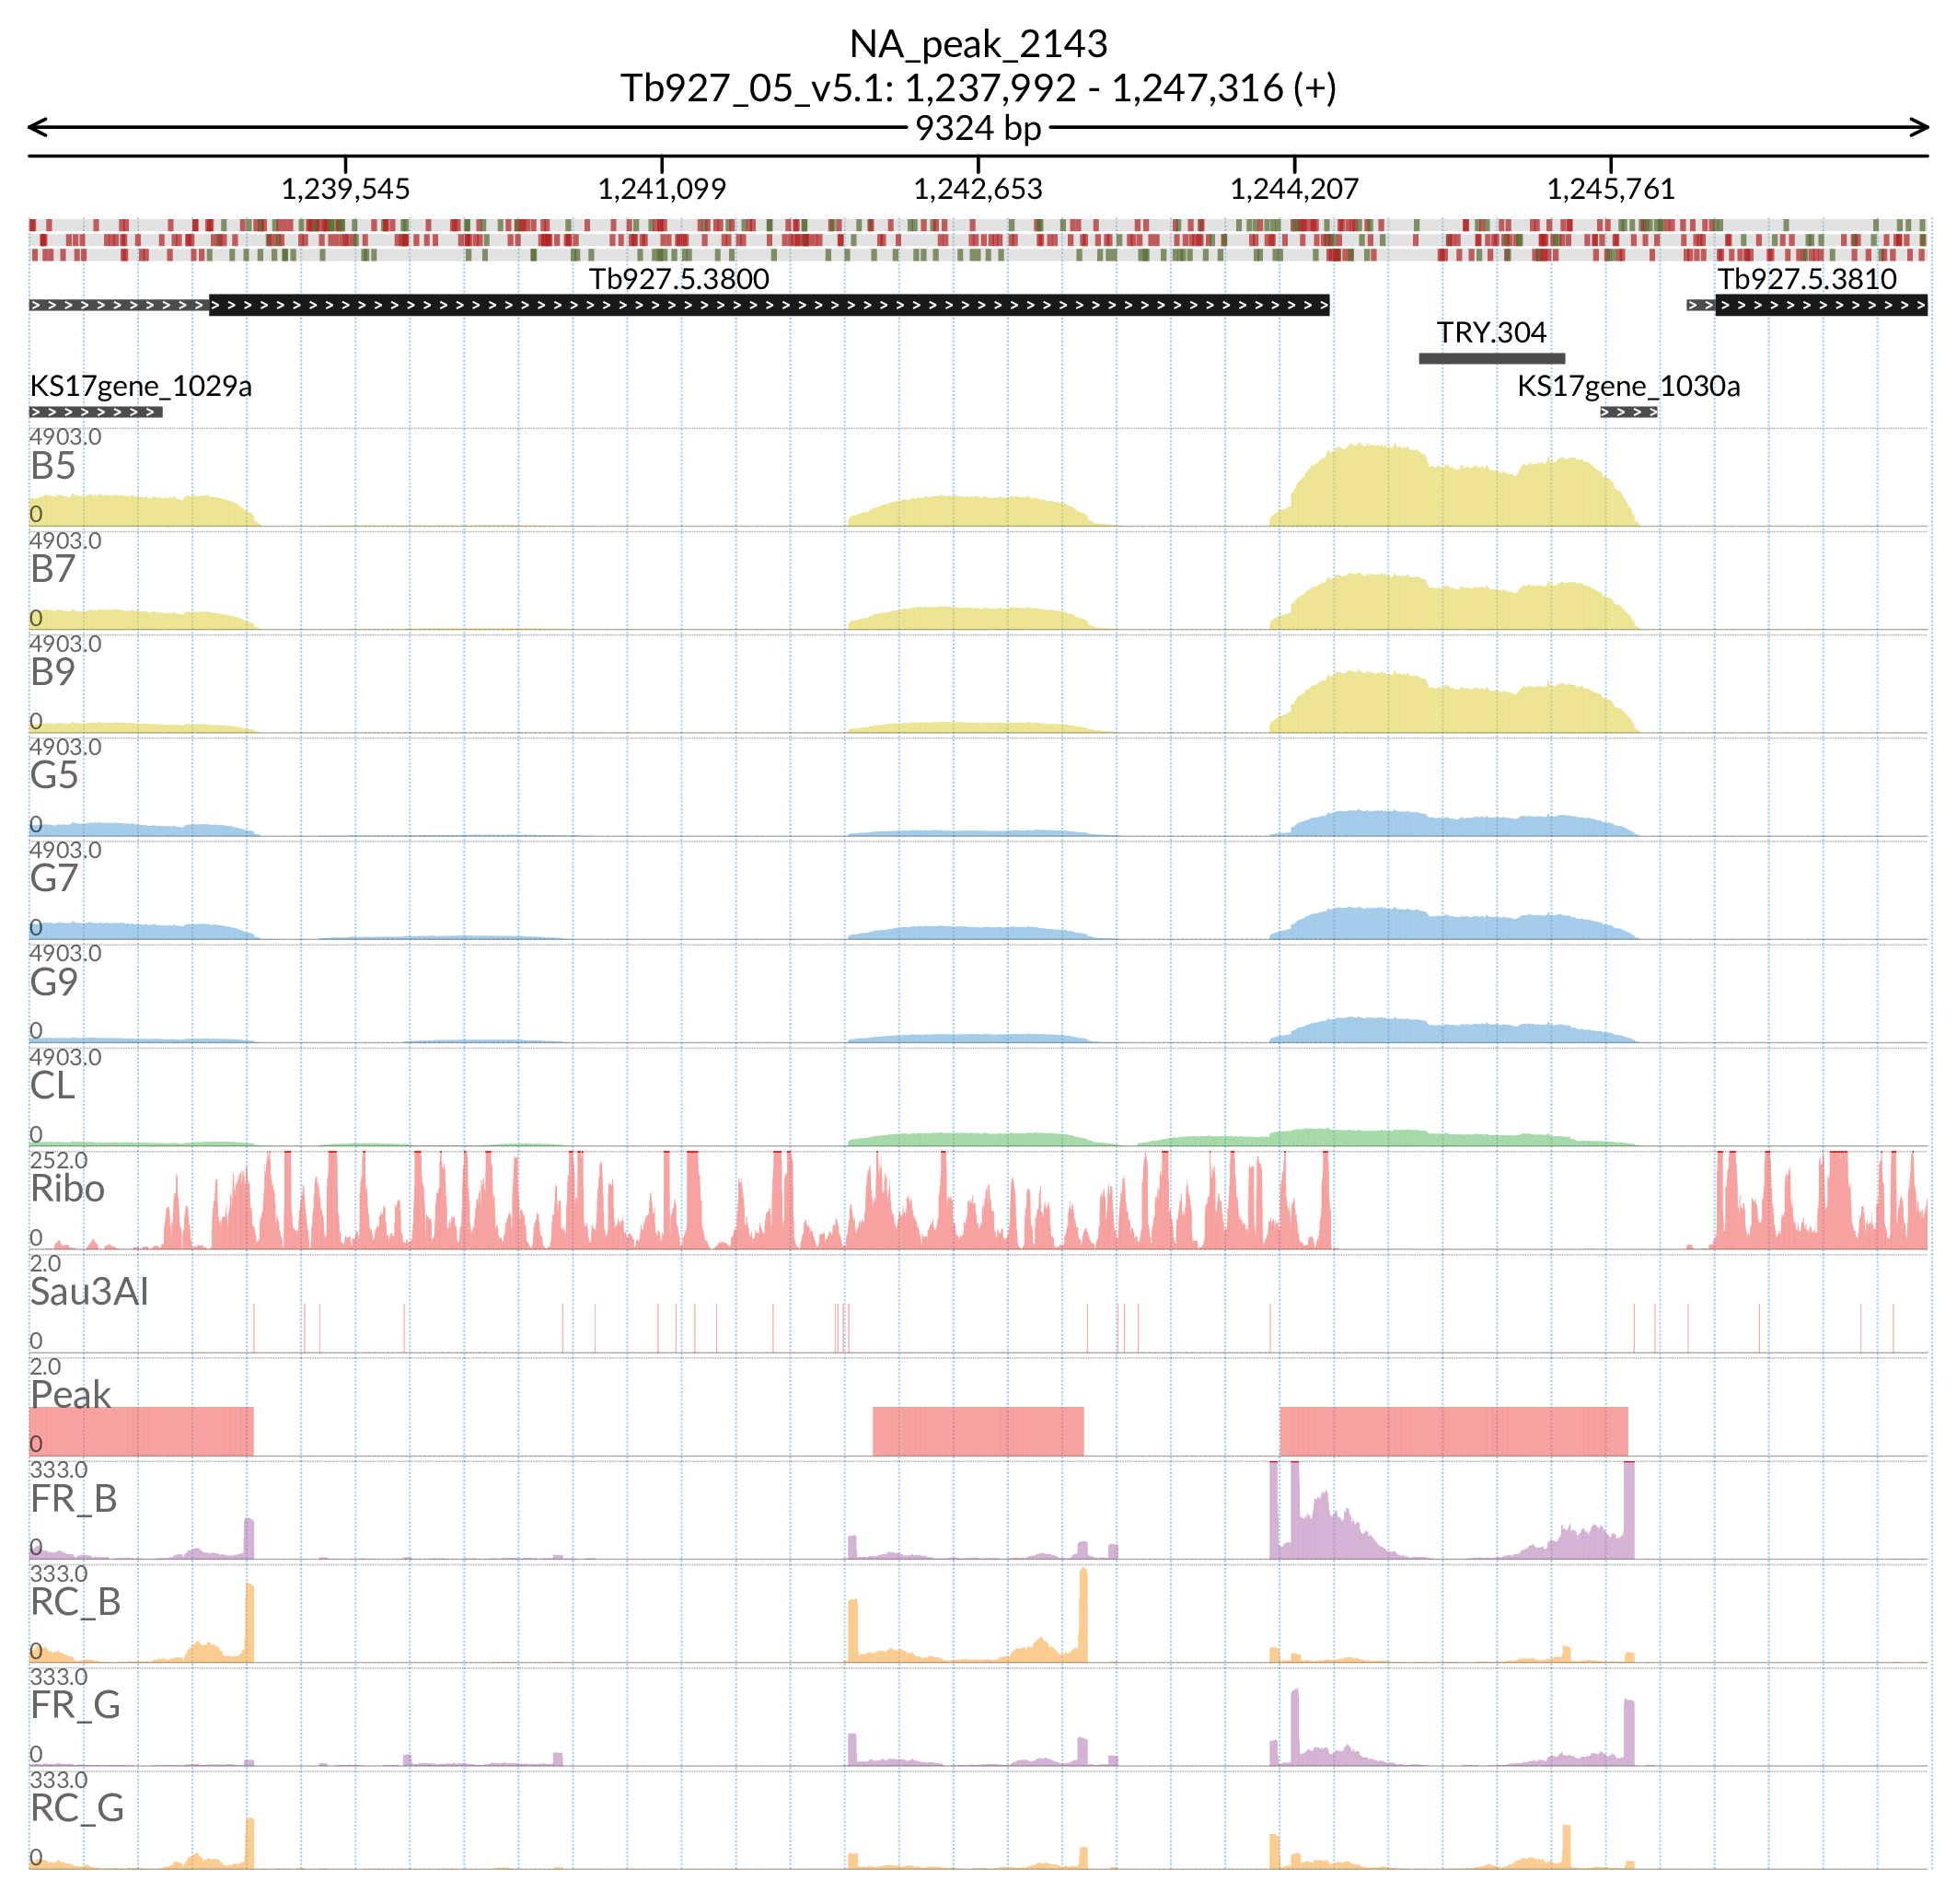 NA_peak_2143
Tb927_05_v5.1: 1,237,992 - 1,247,316 (+)
9324 bp
1,239,545 1,241,099 1,242,653 1,244,207 1,245,761
Tb927.5.3800 Tb927.5.3810
TRY.304
KS17gene_1029a KS17gene_1030a
4903.0
B5
0
4903.0
B7
0
4903.0
B9
0
4903.0
G5
0
4903.0
G7
0
4903.0
G9
0
4903.0
CL
0
252.0
Ribo
0
2.0
Sau3AI
0
2.0
Peak
0
333.0
FR_B
0
333.0
RC_B
0
333.0
FR_G
0
333.0
RC_G
0